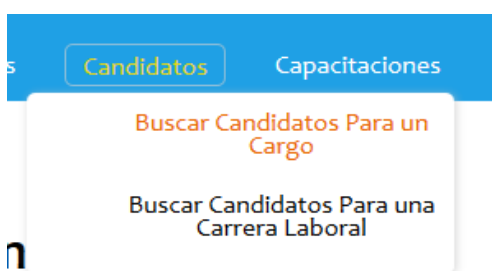 s Candidatos Capacitaciones
Buscar Candidatos Para un
Cargo
Buscar Candidatos Para una
Carrera Laboral
n